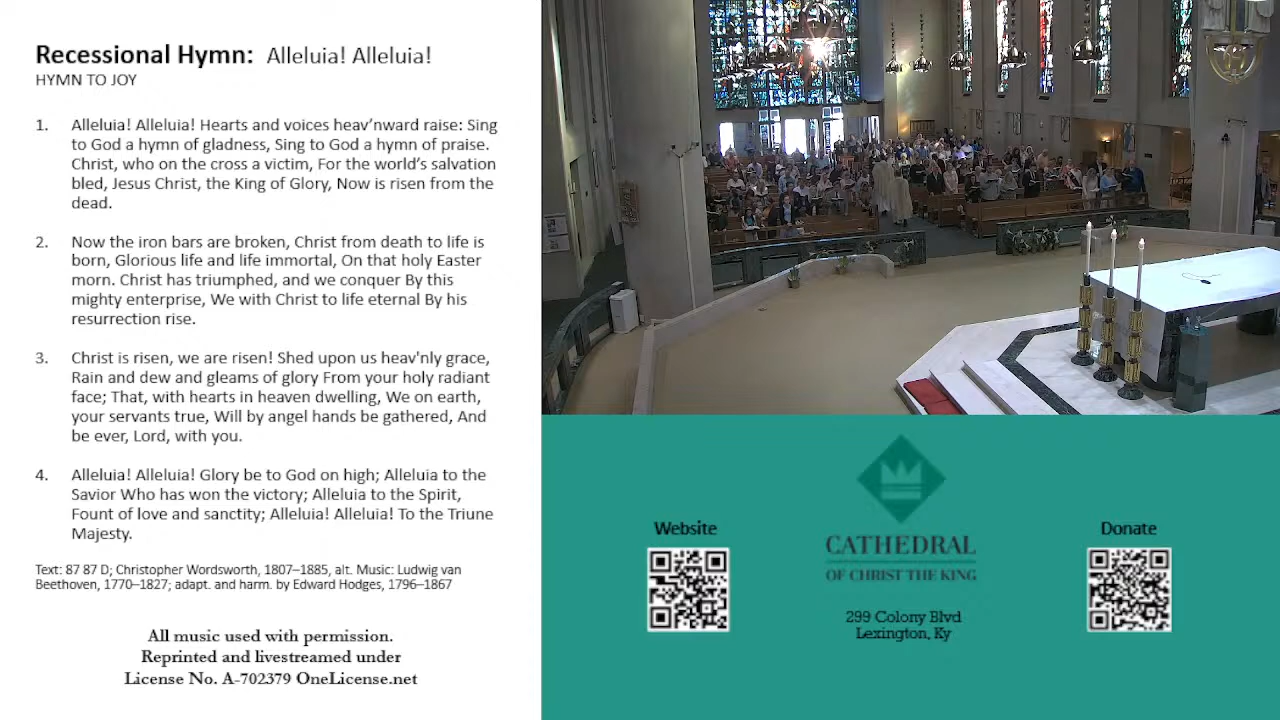 Recessional Hymn: Alleluia! Alleluia!
HYMN TO JOY
1. Alleluia! Alleluia! Hearts and voices heav’nward raise: Sing
to God a hymn of gladness, Sing to God a hymn of praise.
Christ, who on the cross a victim, For the world’s salvation
bled, Jesus Christ, the King of Glory, Now is risen from the
dead.
2. Now the iron bars are broken, Christ from death to life is
born, Glorious life and life immortal, On that holy Easter
morn. Christ has triumphed, and we conquer By this
mighty enterprise, We with Christ to life eternal By his
resurrection rise.
3. Christ is risen, we are risen! Shed upon us heav'nly grace,
Rain and dew and gleams of glory From your holy radiant
face; That, with hearts in heaven dwelling, We on earth,
your servants true, Will by angel hands be gathered, And
be ever, Lord, with you.
4. Alleluia! Alleluia! Glory be to God on high; Alleluia to the
Savior Who has won the victory; Alleluia to the Spirit,
Fount of love and sanctity; Alleluia! Alleluia! To the Triune
Majesty.
Text: 87 87 D; Christopher Wordsworth, 1807–1885, alt. Music: Ludwig van
Beethoven, 1770–1827; adapt. and harm. by Edward Hodges, 1796–1867
All music used with permission.
Reprinted and livestreamed under
License No. A-702379 OneLicense.net
Website
CATHEDRAL
OF CHRIST THE KING
299 Colony Blvd
Lexington, Ky
Donate